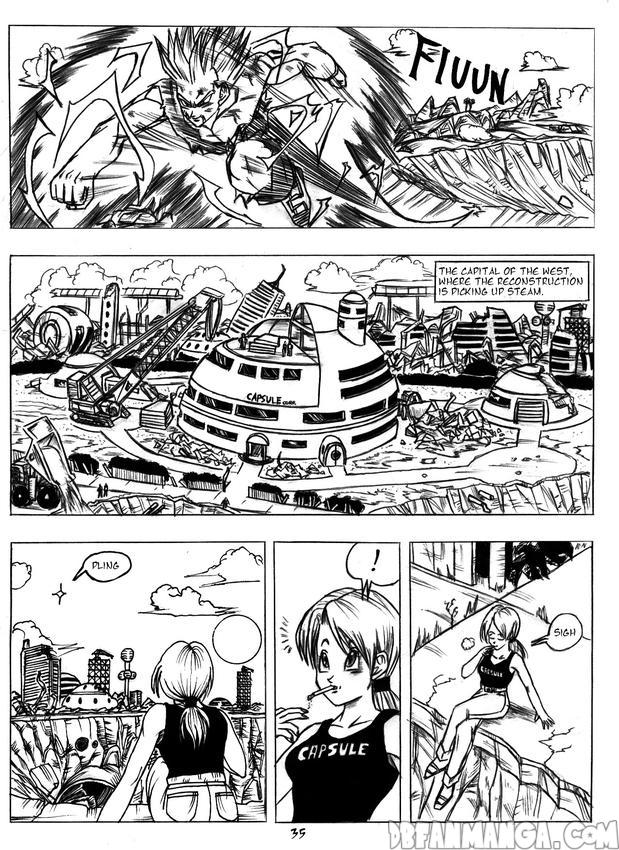 FIUUN
THE CAPITAL OF THE WEST,
WHERE THE RECONSTRUCTION
IS PICKING UP STEAM.
CAPSULE CORP.
PLING
!
CAPSULE
SIGH
CAPSULE
35
DBFANMANGA.COM